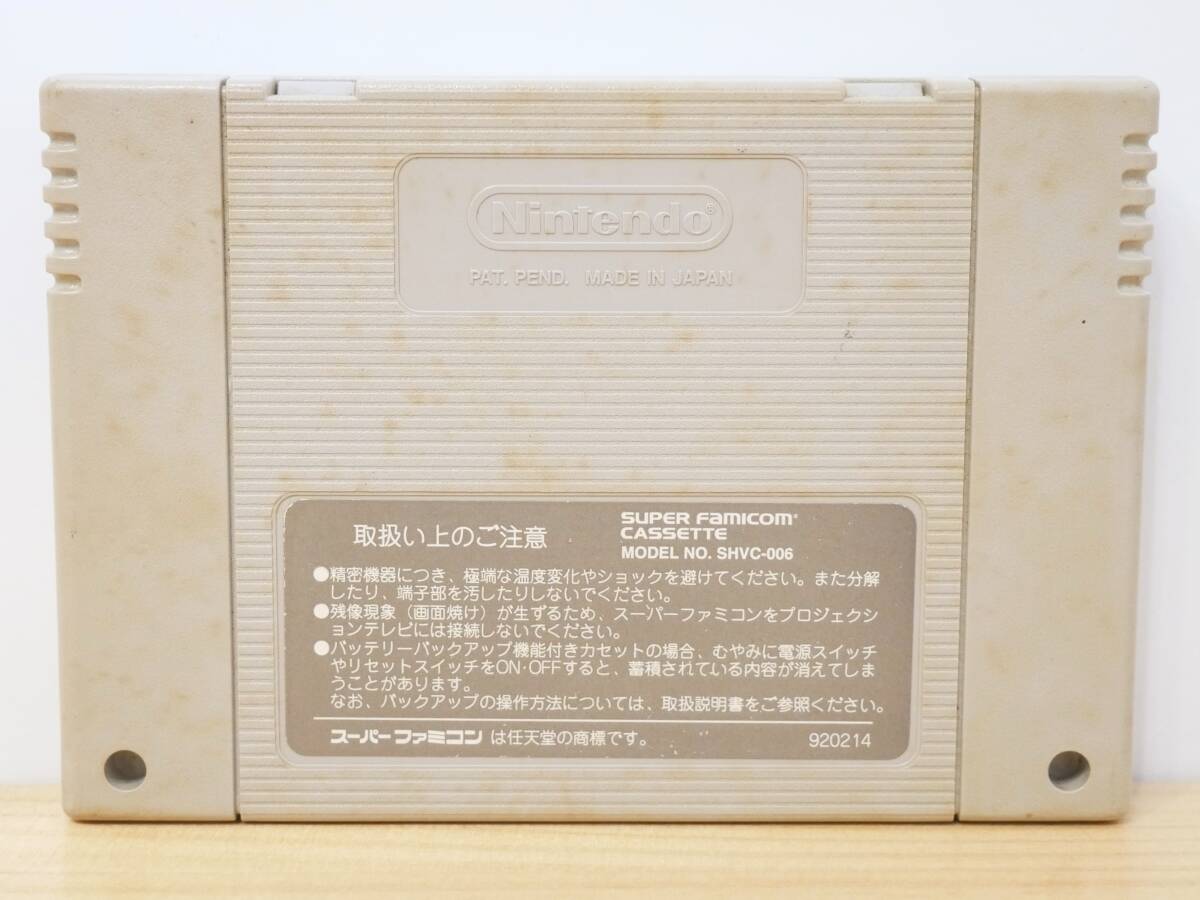 Nintendo®
PAT. PEND. MADE IN JAPAN
取扱い上のご注意
SUPER FAMICOM
CASSETTE
MODEL NO. SHVC-006
●精密機器につき、極端な温度変化やショックを避けてください。また分解
したり、端子部を汚したりしないでください。
●残像現象（画面焼け）が生ずるため、スーパーファミコンをプロジェクシ
ョンテレビには接続しないでください。
●バッテリーバックアップ機能付きカセットの場合、むやみに電源スイッチ
やリセットスイッチをON・OFFすると、蓄積されている内容が消えてしま
うことがあります。
なお、バックアップの操作方法については、取扱説明書をご参照ください。
スーパーファミコンは任天堂の商標です。
920214